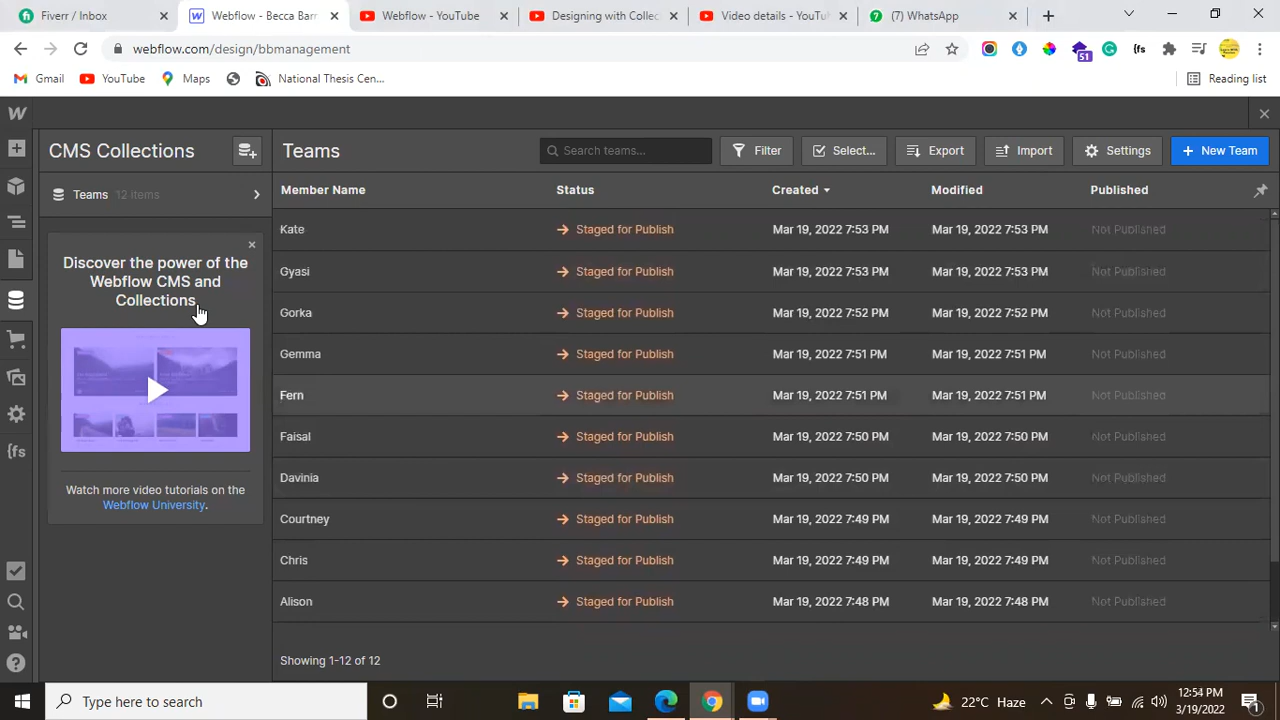 Fiverr / Inbox
Webflow - Becca Barr
Webflow - YouTube
Designing with Collec
Video details - YouTu
(7) WhatsApp
webflow.com/design/bbmanagement
51
{fs
Gmail
YouTube
Maps
National Thesis Cen...
Reading list
CMS Collections
Teams
Search teams...
Filter
Select...
Export
Import
Settings
+ New Team
Teams 12 items
Member Name Status Created Modified Published
Kate Staged for Publish Mar 19, 2022 7:53 PM Mar 19, 2022 7:53 PM Not Published
Gyasi Staged for Publish Mar 19, 2022 7:53 PM Mar 19, 2022 7:53 PM Not Published
Gorka Staged for Publish Mar 19, 2022 7:52 PM Mar 19, 2022 7:52 PM Not Published
Gemma Staged for Publish Mar 19, 2022 7:51 PM Mar 19, 2022 7:51 PM Not Published
Fern Staged for Publish Mar 19, 2022 7:51 PM Mar 19, 2022 7:51 PM Not Published
Faisal Staged for Publish Mar 19, 2022 7:50 PM Mar 19, 2022 7:50 PM Not Published
Davinia Staged for Publish Mar 19, 2022 7:50 PM Mar 19, 2022 7:50 PM Not Published
Courtney Staged for Publish Mar 19, 2022 7:49 PM Mar 19, 2022 7:49 PM Not Published
Chris Staged for Publish Mar 19, 2022 7:49 PM Mar 19, 2022 7:49 PM Not Published
Alison Staged for Publish Mar 19, 2022 7:48 PM Mar 19, 2022 7:48 PM Not Published
Showing 1-12 of 12
Discover the power of the
Webflow CMS and
Collections
Watch more video tutorials on the
Webflow University.
{fs
Type here to search
22°C Haze
12:54 PM
3/19/2022
1